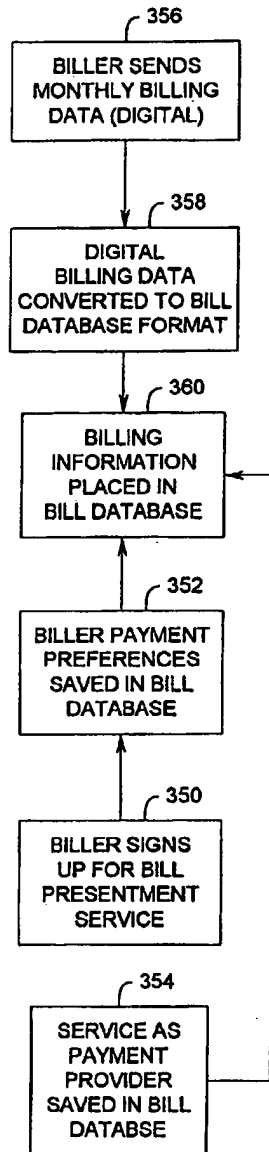 356
BILLER SENDS
MONTHLY BILLING
DATA (DIGITAL)
358
DIGITAL
BILLING DATA
CONVERTED TO BILL
DATABASE FORMAT
360
BILLING
INFORMATION
PLACED IN
BILL DATABASE
352
BILLER PAYMENT
PREFERENCES
SAVED IN BILL
DATABASE
350
BILLER SIGNS
UP FOR BILL
PRESENTMENT
SERVICE
354
SERVICE AS
PAYMENT
PROVIDER
SAVED IN BILL
DATABSE